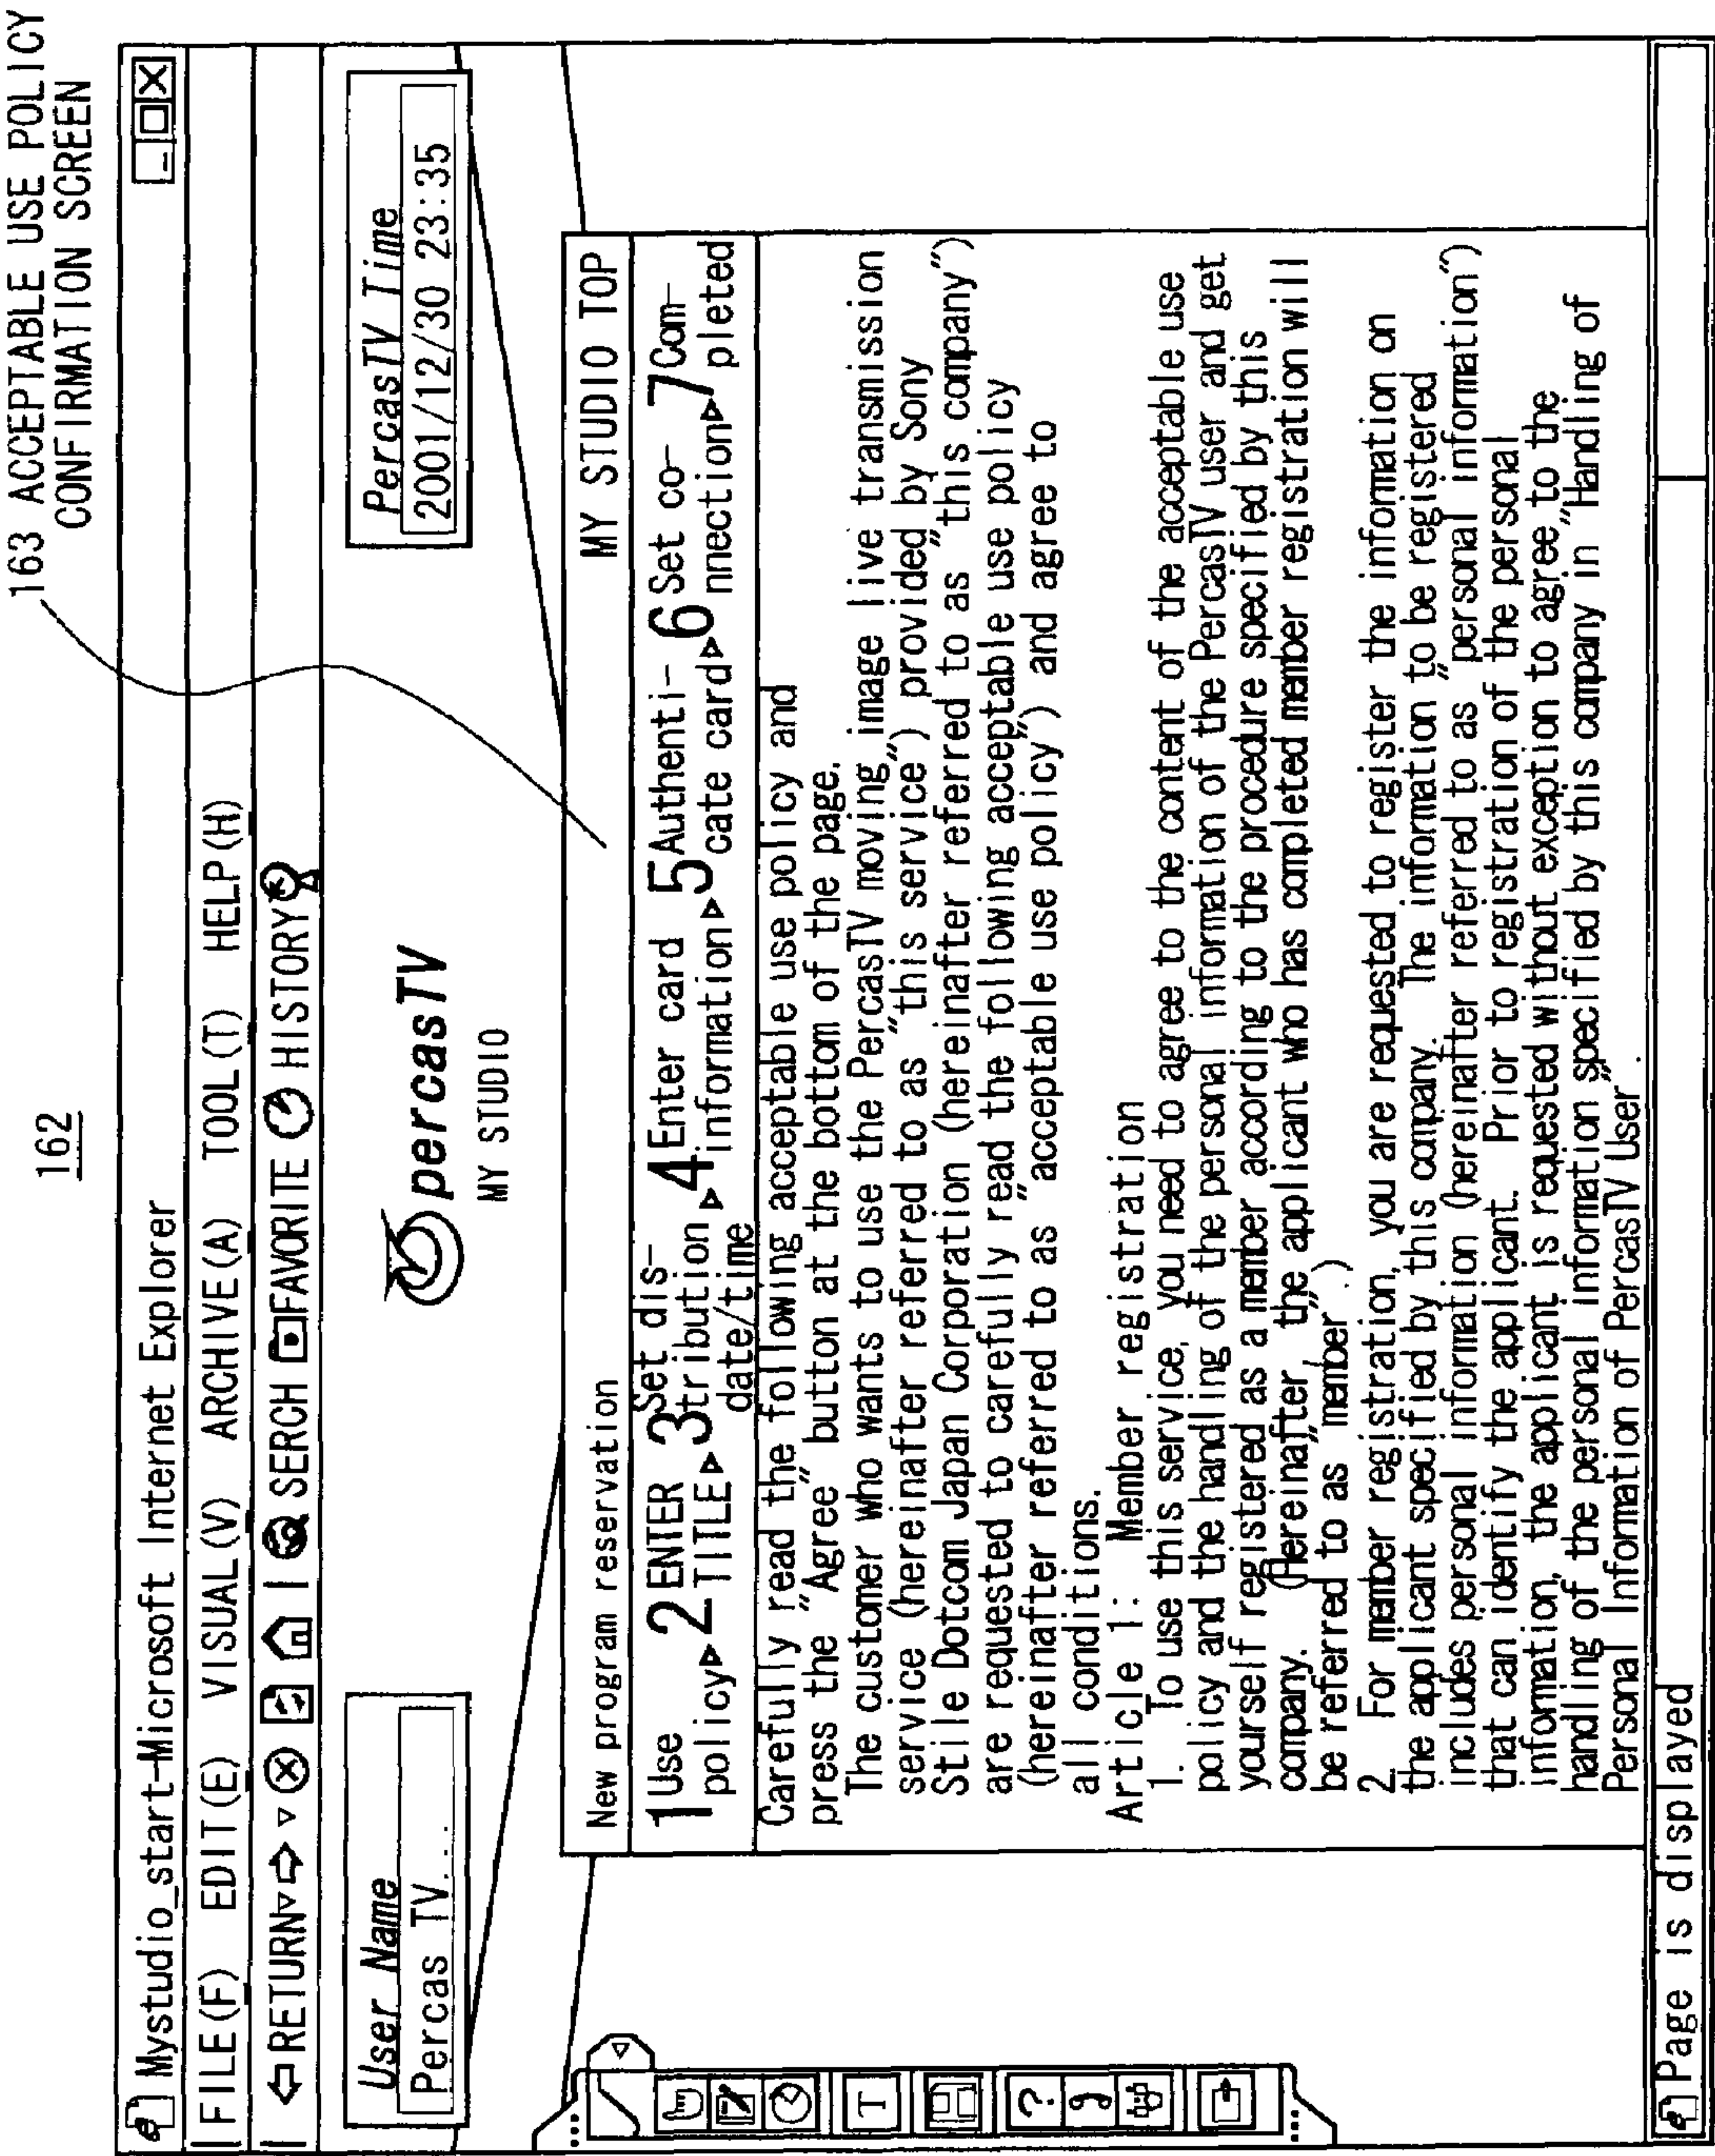 162
163 ACCEPTABLE USE POLICY
CONFIRMATION SCREEN
Mystudio_start-Microsoft Internet Explorer
FILE(F) EDIT(E) VISUAL(V) ARCHIVE(A) TOOL(T) HELP(H)
RETURN SERCH FAVORITE HISTORY
User Name
Percas TV...
percasTV
MY STUDIO
PercasTV Time
2001/12/30 23:35
New program reservation MY STUDIO TOP
1 Use policy
2 ENTER TITLE
3 Set dis-
tribution
date/time
4 Enter card
information
5 Authenti-
cate card
6 Set co-
nnection
7 Com-
pleted
Carefully read the following acceptable use policy and
press the "Agree" button at the bottom of the page.
The customer who wants to use the PercasTV moving image live transmission
service (hereinafter referred to as "this service") provided by Sony
Stile Dotcom Japan Corporation (hereinafter referred to as "this company")
are requested to carefully read the following acceptable use policy
(hereinafter referred to as "acceptable use policy") and agree to
all conditions.
Article 1: Member registration
1. To use this service, you need to agree to the content of the acceptable use
policy and the handling of the personal information of the PercasTV user and get
yourself registered as a member according to the procedure specified by this
company. (Hereinafter, the applicant who has completed member registration will
be referred to as "member".)
2. For member registration, you are requested to register the information on
the applicant specified by this company. The information to be registered
includes personal information (hereinafter referred to as "personal information")
that can identify the applicant. Prior to registration of the personal
information, the applicant is requested without exception to agree to the
handling of the personal information specified by this company in "Handling of
Personal Information of PercasTV User".
T
?
Page is displayed